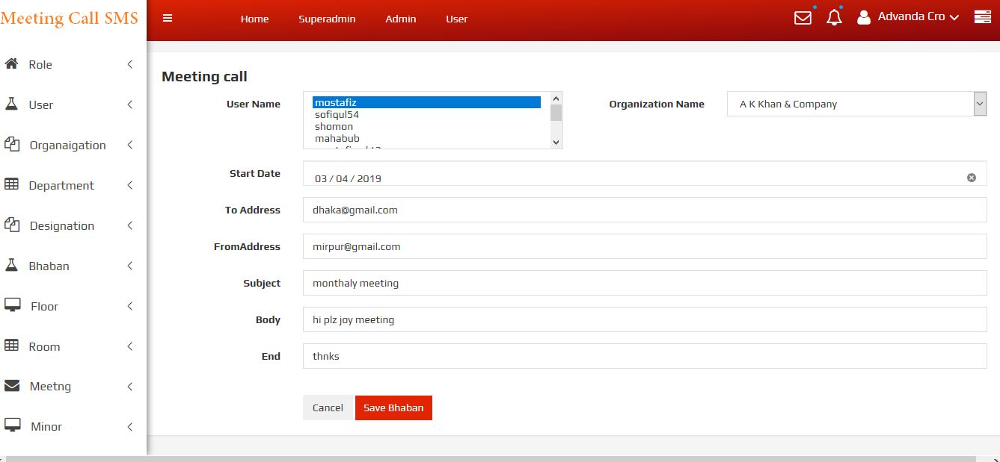 Meeting Call SMS
Home Superadmin Admin User
Advanda Cro
Role
User
Organaigation
Department
Designation
Bhaban
Floor
Room
Meetng
Minor
Meeting call
User Name
mostafiz
sofiqul54
shomon
mahabub
Organization Name A K Khan & Company
Start Date 03 / 04 / 2019
To Address dhaka@gmail.com
FromAddress mirpur@gmail.com
Subject monthaly meeting
Body hi plz joy meeting
End thnks
Cancel Save Bhaban